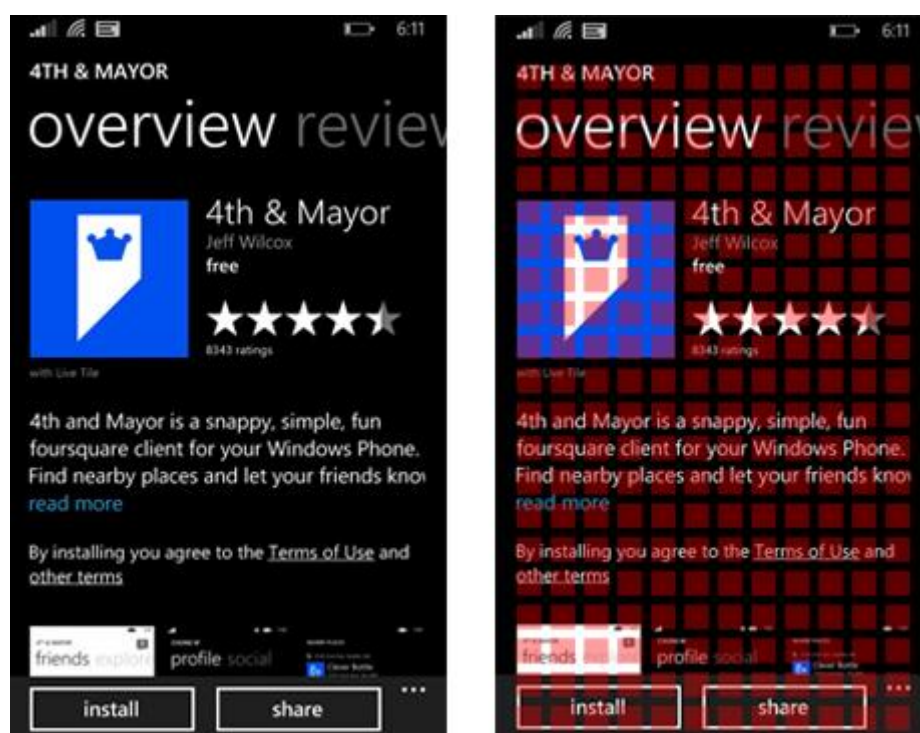 6:11
4TH & MAYOR
overview review
4th & Mayor
Jeff Wilcox
free
8343 ratings
with Live Tile
4th and Mayor is a snappy, simple, fun
foursquare client for your Windows Phone.
Find nearby places and let your friends know
read more
By installing you agree to the Terms of Use and
other terms
friends explore
profile social
install
share
6:11
4TH & MAYOR
overview revie
4th & Mayor
Jeff Wilcox
free
8343 ratings
with Live Tile
4th and Mayor is a snappy, simple, fun
foursquare client for your Windows Phone.
Find nearby places and let your friends know
read more
By installing you agree to the Terms of Use and
other terms
friends explore
profile social
install
share